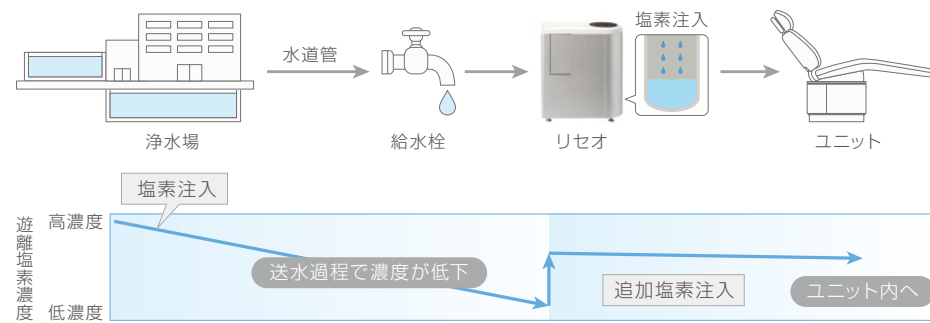 塩素注入
水道管
浄水場
給水栓
リセオ
ユニット
塩素注入
遊離塩素濃度
高濃度
送水過程で濃度が低下
追加塩素注入
ユニット内へ
低濃度